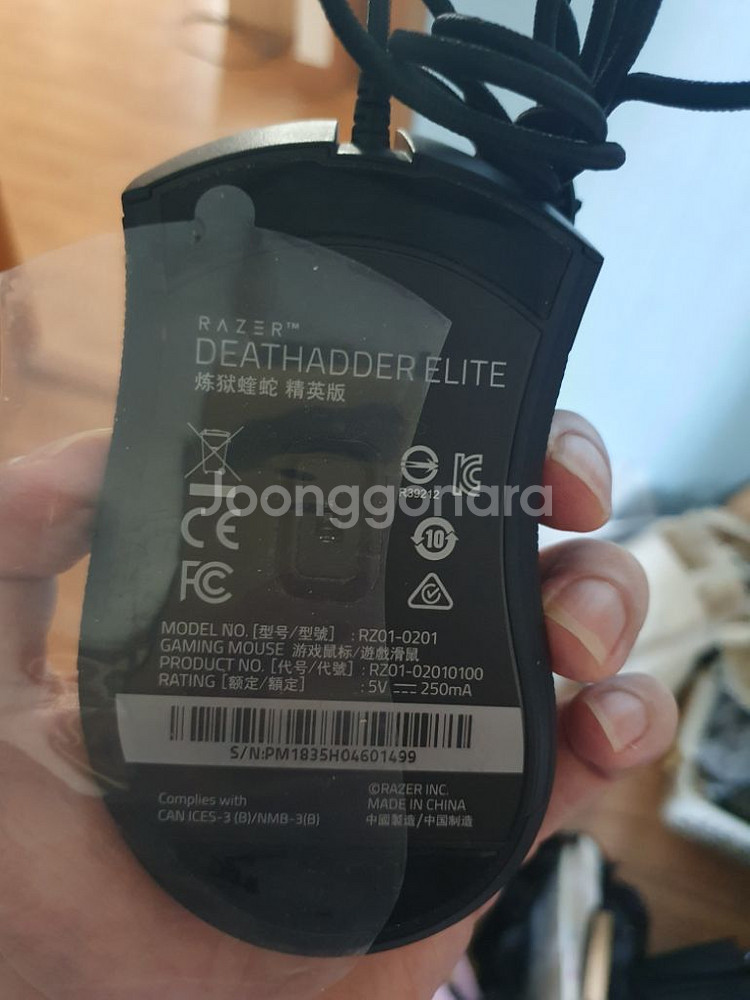 RAZER™
DEATHADDER ELITE
炼狱蝰蛇 精英版
R39212
Joonggonara
CE
10
FC
MODEL NO. [型号/型號] : RZ01-0201
GAMING MOUSE 游戏鼠标/遊戲滑鼠
PRODUCT NO. [代号/代號] : RZ01-02010100
RATING [额定/額定] : 5V ⎓ 250mA
S/N:PM1835H04601499
Complies with
CAN ICES-3 (B)/NMB-3(B)
©RAZER INC.
MADE IN CHINA
中國製造/中国制造